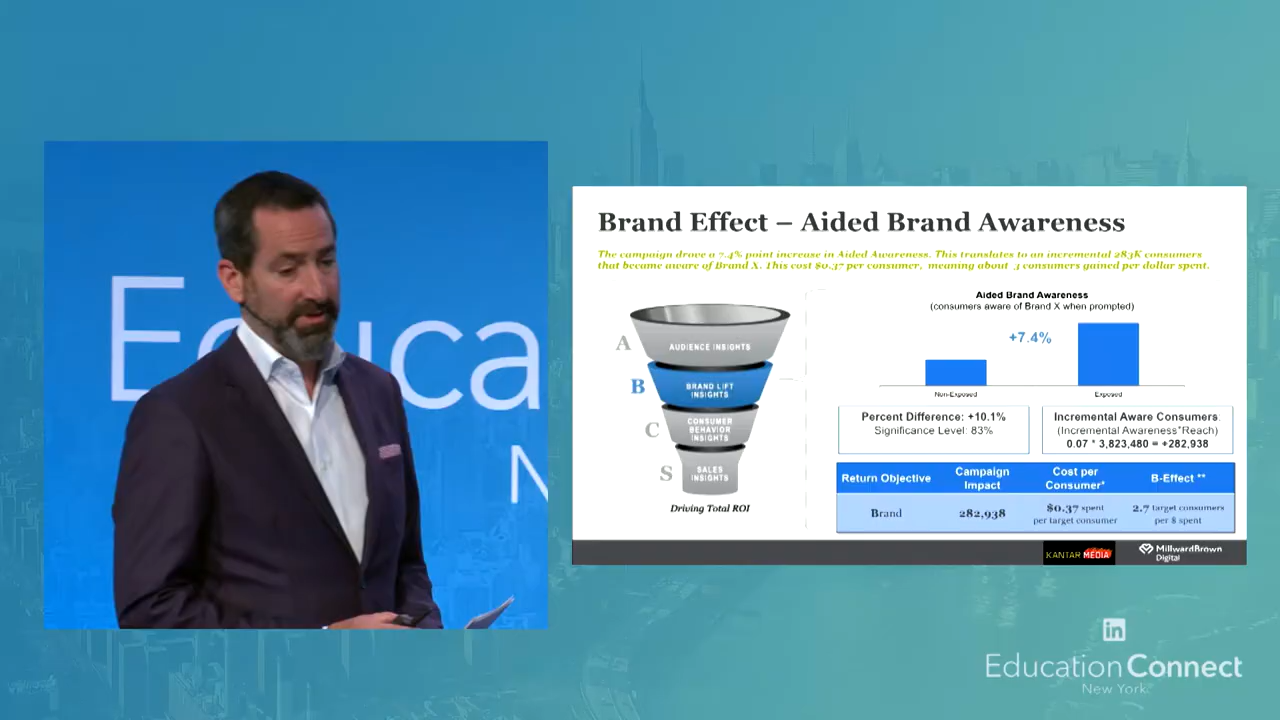 Educa
N
Brand Effect – Aided Brand Awareness
The campaign drove a 7.4% point increase in Aided Awareness. This translates to an incremental 283K consumers
that became aware of Brand X. This cost $0.37 per consumer, meaning about 3 consumers gained per dollar spent.
A
AUDIENCE INSIGHTS
B
BRAND LIFT
INSIGHTS
C
CONSUMER
BEHAVIOR
INSIGHTS
S
SALES
INSIGHTS
Driving Total ROI
Aided Brand Awareness
(consumers aware of Brand X when prompted)
+7.4%
Non-Exposed Exposed
Percent Difference: +10.1%
Significance Level: 83%
Incremental Aware Consumers:
(Incremental Awareness*Reach)
0.07 * 3,823,480 = +282,938
Return Objective Campaign Impact Cost per Consumer* B-Effect **
Brand 282,938 $0.37 spent per target consumer 2.7 target consumers per $ spent
KANTAR MEDIA
MillwardBrown
Digital
in
Education Connect
New York